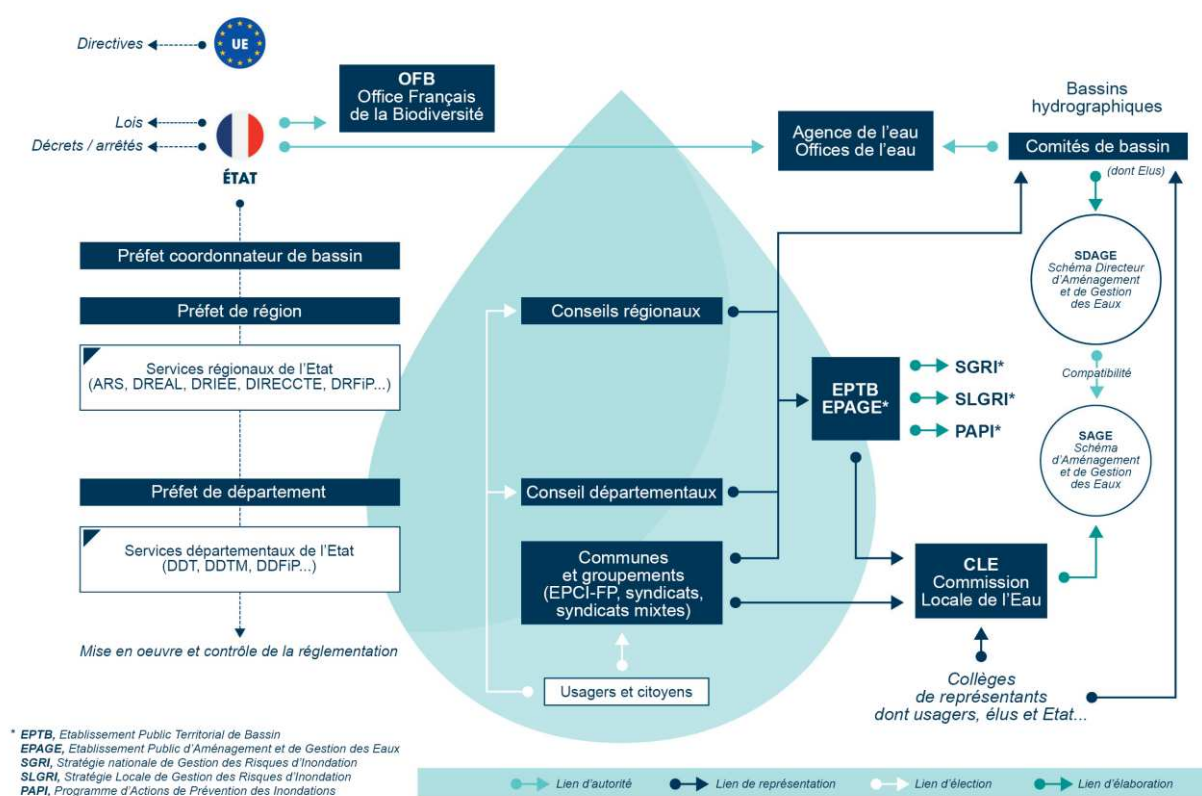 Directives
UE
Lois
Décrets / arrêtés
ÉTAT
OFB
Office Français
de la Biodiversité
Agence de l'eau
Offices de l'eau
Bassins
hydrographiques
Comités de bassin
(dont Elus)
SDAGE
Schéma Directeur
d'Aménagement
et de Gestion
des Eaux
Compatibilité
SAGE
Schéma
d'Aménagement
et de Gestion
des Eaux
Préfet coordonnateur de bassin
Préfet de région
Services régionaux de l'Etat
(ARS, DREAL, DRIEE, DIRECCTE, DRFiP...)
Préfet de département
Services départementaux de l'Etat
(DDT, DDTM, DDFiP...)
Mise en oeuvre et contrôle de la réglementation
Conseils régionaux
Conseil départementaux
Communes
et groupements
(EPCI-FP, syndicats,
syndicats mixtes)
Usagers et citoyens
EPTB
EPAGE*
SGRI*
SLGRI*
PAPI*
CLE
Commission
Locale de l'Eau
Collèges
de représentants
dont usagers, élus et Etat...
* EPTB, Etablissement Public Territorial de Bassin
EPAGE, Etablissement Public d'Aménagement et de Gestion des Eaux
SGRI, Stratégie nationale de Gestion des Risques d'Inondation
SLGRI, Stratégie Locale de Gestion des Risques d'Inondation
PAPI, Programme d'Actions de Prévention des Inondations
Lien d'autorité
Lien de représentation
Lien d'élection
Lien d'élaboration